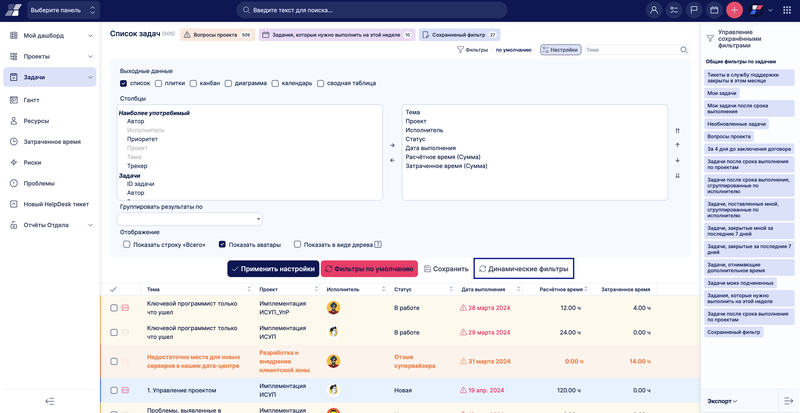 Выберите панель
Введите текст для поиска...
Мой дашборд
Проекты
Задачи
Гантт
Ресурсы
Затраченное время
Риски
Проблемы
Новый HelpDesk тикет
Отчёты Отдела
Список задач (509)
Вопросы проекта 509
Задания, которые нужно выполнить на этой неделе 10
Сохраненный фильтр 27
Фильтры
по умолчанию
Настройки
Тема
Выходные данные
список
плитки
канбан
диаграмма
календарь
сводная таблица
Столбцы
Наиболее употребимый
Автор
Исполнитель
Приоритет
Проект
Тема
Трекер
Задачи
ID задачи
Автор
Тема
Проект
Исполнитель
Статус
Дата выполнения
Расчётное время (Сумма)
Затраченное время (Сумма)
Группировать результаты по
Отображение
Показать строку «Всего»
Показать аватары
Показать в виде дерева ?
Применить настройки
Фильтры по умолчанию
Сохранить
Динамические фильтры
Тема
Проект
Исполнитель
Статус
Дата выполнения
Расчётное время
Затраченное время
Ключевой программист только
что ушел
Имплементация
ИСУП_УпР
В работе
28 марта 2024
12.00 ч
4.00 ч
Ключевой программист только
что ушел
Имплементация
ИСУП
В работе
29 марта 2024
24.00 ч
0.00 ч
Недостаточно места для новых
серверов в нашем дата-центре
Разработка и
внедрение
клиентской зоны
Отзыв
супервайзера
31 марта 2024
0.00 ч
14.00 ч
1. Управление проектом
Имплементация
ИСУП
Новая
19 апр. 2024
120.00 ч
0.00 ч
Проблемы, выявленные в
Имплементация
Управление
сохранёнными
фильтрами
Общие фильтры по задачам
Тикеты в службу поддержки
закрыты в этом месяце
Мои задачи
Мои задачи после срока
выполнения
Необновленные задачи
Вопросы проекта
За 4 дня до заключения договора
Задачи после срока выполнения
по проектам
Задачи после срока выполнения,
сгруппированные по
исполнителю
Задачи, поставленные мной,
сгруппированные по
исполнителю
Задачи, закрытые мной за
последние 7 дней
Задачи, закрытые за последние 7
дней
Задачи, отнимающие
дополнительное время
Задачи моих подчиненных
Задания, которые нужно
выполнить на этой неделе
Задачи после срока выполнения
по проектам
Сохраненный фильтр
Экспорт